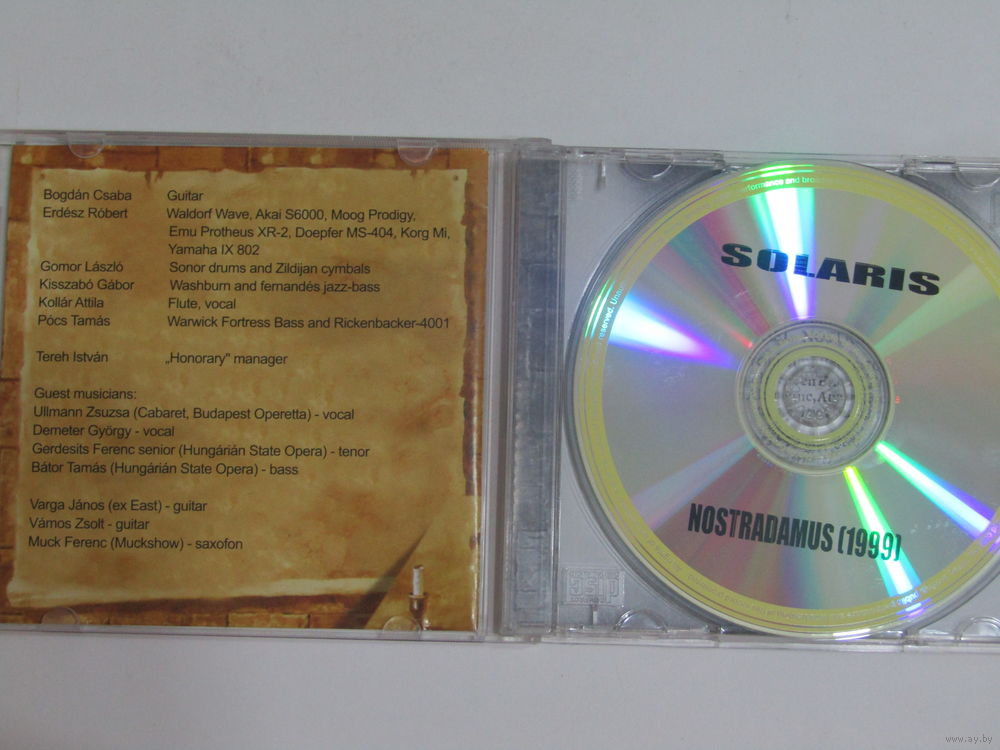 Bogdán Csaba Guitar
Erdész Róbert Waldorf Wave, Akai S6000, Moog Prodigy,
Emu Protheus XR-2, Doepfer MS-404, Korg Mi,
Yamaha IX 802
Gomor László Sonor drums and Zildijan cymbals
Kisszabó Gábor Washburn and fernandés jazz-bass
Kollár Attila Flute, vocal
Pócs Tamás Warwick Fortress Bass and Rickenbacker-4001
Tereh István „Honorary" manager
Guest musicians:
Ullmann Zsuzsa (Cabaret, Budapest Operetta) - vocal
Demeter György - vocal
Gerdesits Ferenc senior (Hungárián State Opera) - tenor
Bátor Tamás (Hungárián State Opera) - bass
Varga János (ex East) - guitar
Vámos Zsolt - guitar
Muck Ferenc (Muckshow) - saxofon
SOLARIS
NOSTRADAMUS (1999)
reserved.
and
www.ay.by